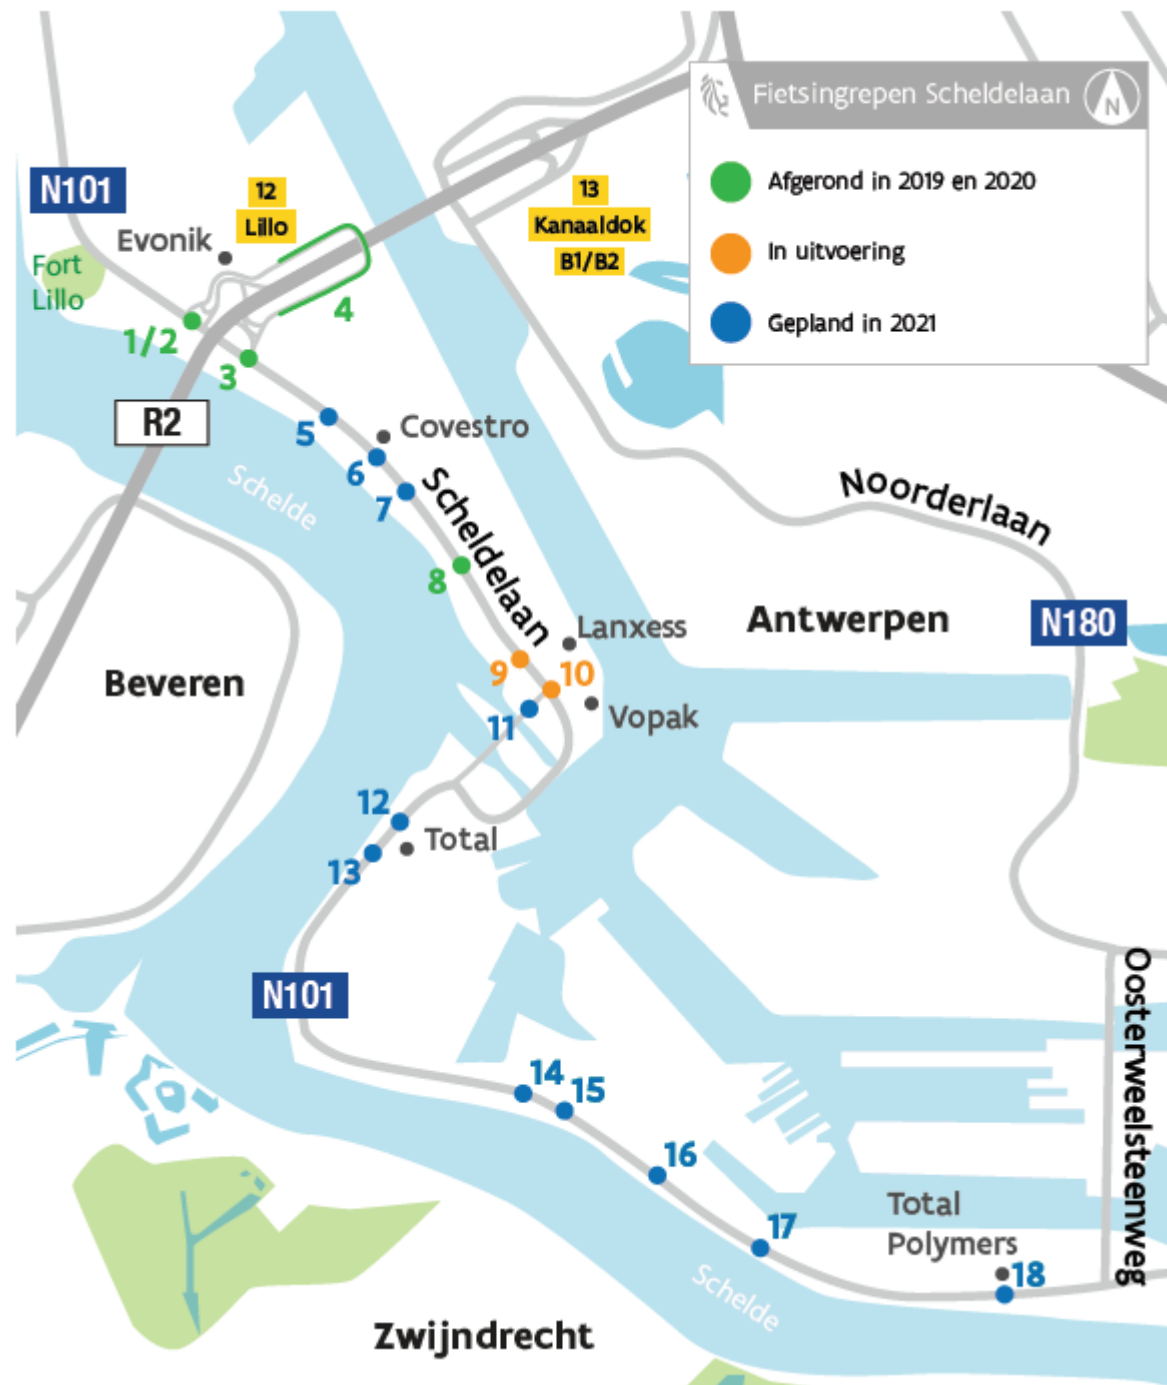 Fietsingrepen Scheldelaan
N
Afgerond in 2019 en 2020
In uitvoering
Gepland in 2021
N101
12
Lillo
13
Kanaaldok
B1/B2
Evonik
Fort
Lillo
1/2
4
3
R2
5
Covestro
6
7
Schelde
Scheldelaan
Noorderlaan
8
Antwerpen
N180
Lanxess
Beveren
9
10
11
Vopak
12
Total
13
N101
Oosterweelsteenweg
14
15
16
17
Total
Polymers
18
Schelde
Zwijndrecht